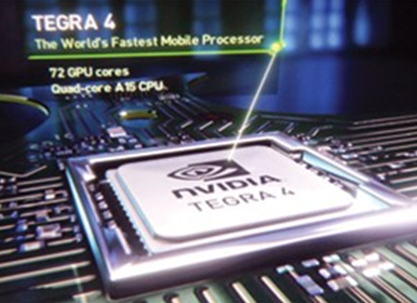 TEGRA 4
The World's Fastest Mobile Processor
72 GPU cores
Quad-core A15 CPU
NVIDIA
TEGRA 4